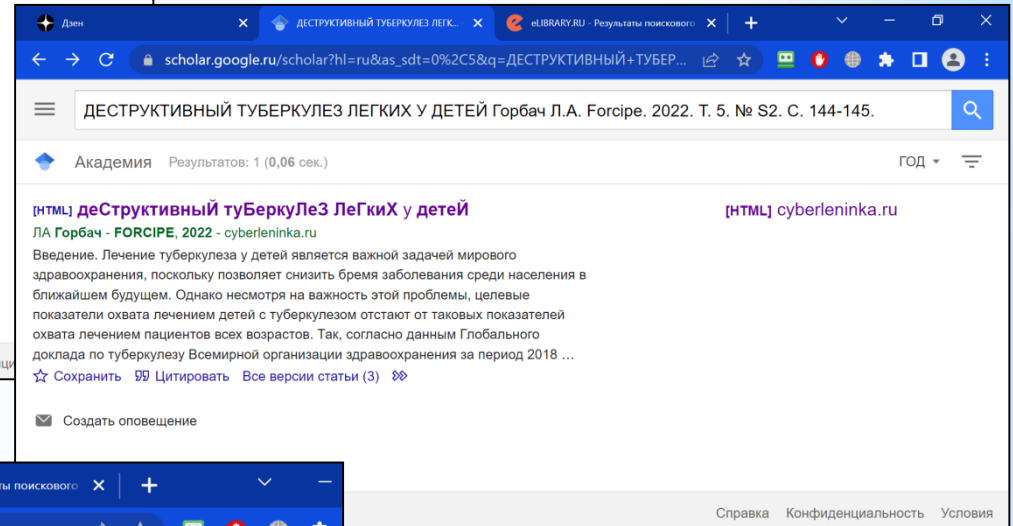 Дзен
ДЕСТРУКТИВНЫЙ ТУБЕРКУЛЕЗ ЛЕГК...
eLIBRARY.RU - Результаты поискового
scholar.google.ru/scholar?hl=ru&as_sdt=0%2C5&q=ДЕСТРУКТИВНЫЙ+ТУБЕР...
ДЕСТРУКТИВНЫЙ ТУБЕРКУЛЕЗ ЛЕГКИХ У ДЕТЕЙ Горбач Л.А. Forcipe. 2022. Т. 5. № S2. С. 144-145.
Академия Результатов: 1 (0,06 сек.) ГОД
[HTML] деСтруктивныЙ туБеркуЛеЗ ЛеГкиХ у детеЙ [HTML] cyberleninka.ru
ЛА Горбач - FORCIPE, 2022 - cyberleninka.ru
Введение. Лечение туберкулеза у детей является важной задачей мирового
здравоохранения, поскольку позволяет снизить бремя заболевания среди населения в
ближайшем будущем. Однако несмотря на важность этой проблемы, целевые
показатели охвата лечением детей с туберкулезом отстают от таковых показателей
охвата лечением пациентов всех возрастов. Так, согласно данным Глобального
доклада по туберкулезу Всемирной организации здравоохранения за период 2018 ...
Сохранить Цитировать Все версии статьи (3)
Создать оповещение
поискового
Справка Конфиденциальность Условия